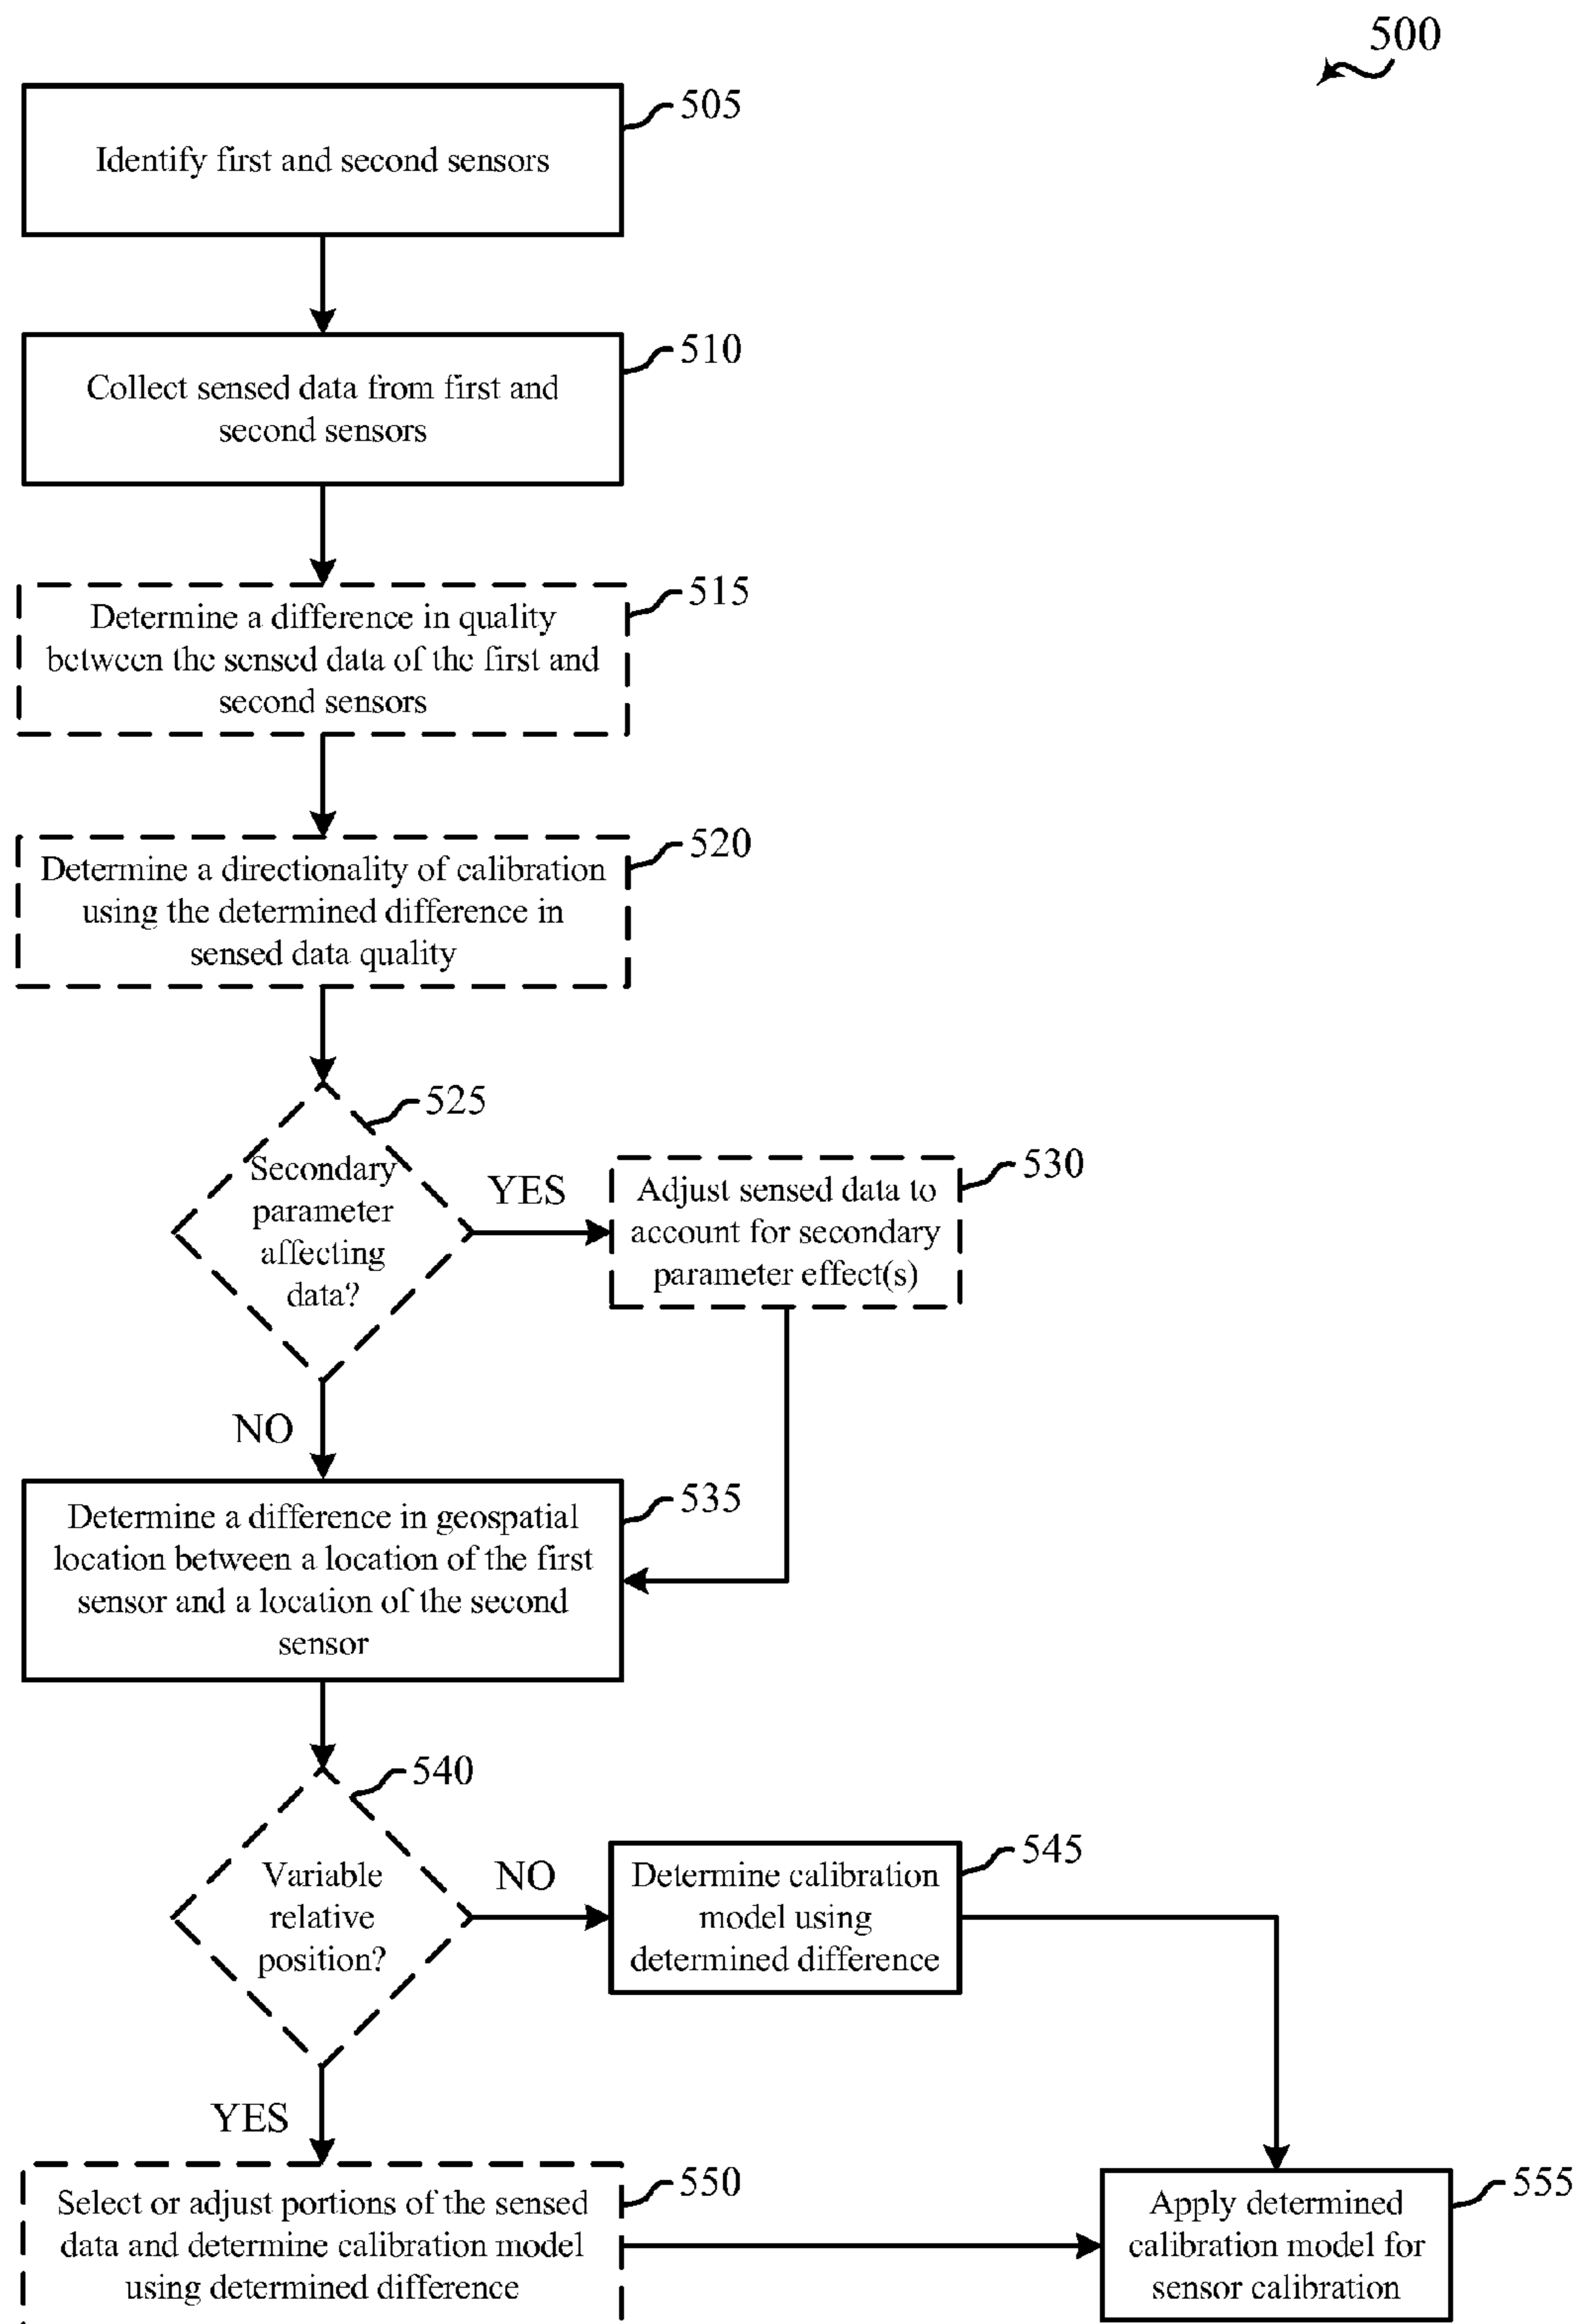 500
505
Identify first and second sensors
510
Collect sensed data from first and
second sensors
515
Determine a difference in quality
between the sensed data of the first and
second sensors
520
Determine a directionality of calibration
using the determined difference in
sensed data quality
525
Secondary
parameter
affecting
data?
YES
530
Adjust sensed data to
account for secondary
parameter effect(s)
NO
535
Determine a difference in geospatial
location between a location of the first
sensor and a location of the second
sensor
540
Variable
relative
position?
NO
545
Determine calibration
model using
determined difference
YES
550
Select or adjust portions of the sensed
data and determine calibration model
using determined difference
555
Apply determined
calibration model for
sensor calibration